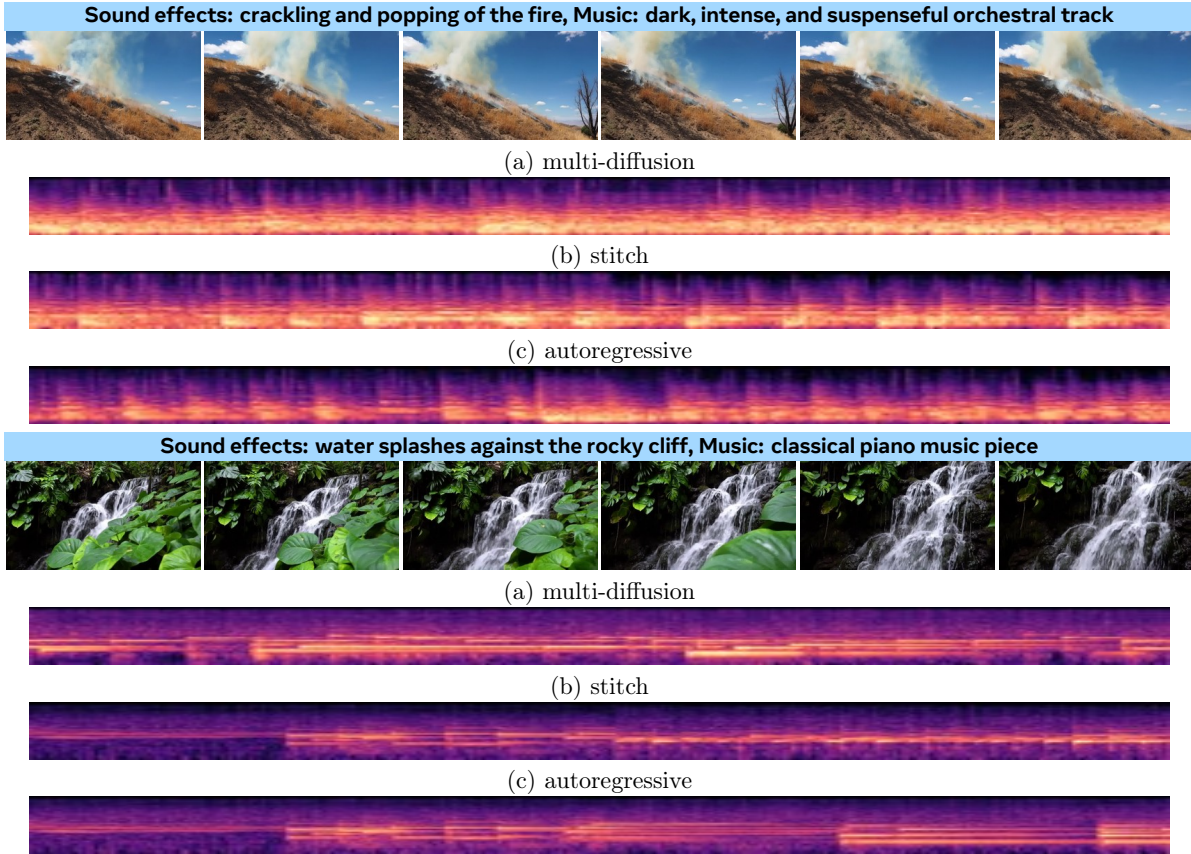 Sound effects: crackling and popping of the fire, Music: dark, intense, and suspenseful orchestral track
(a) multi-diffusion
(b) stitch
(c) autoregressive
Sound effects: water splashes against the rocky cliff, Music: classical piano music piece
(a) multi-diffusion
(b) stitch
(c) autoregressive